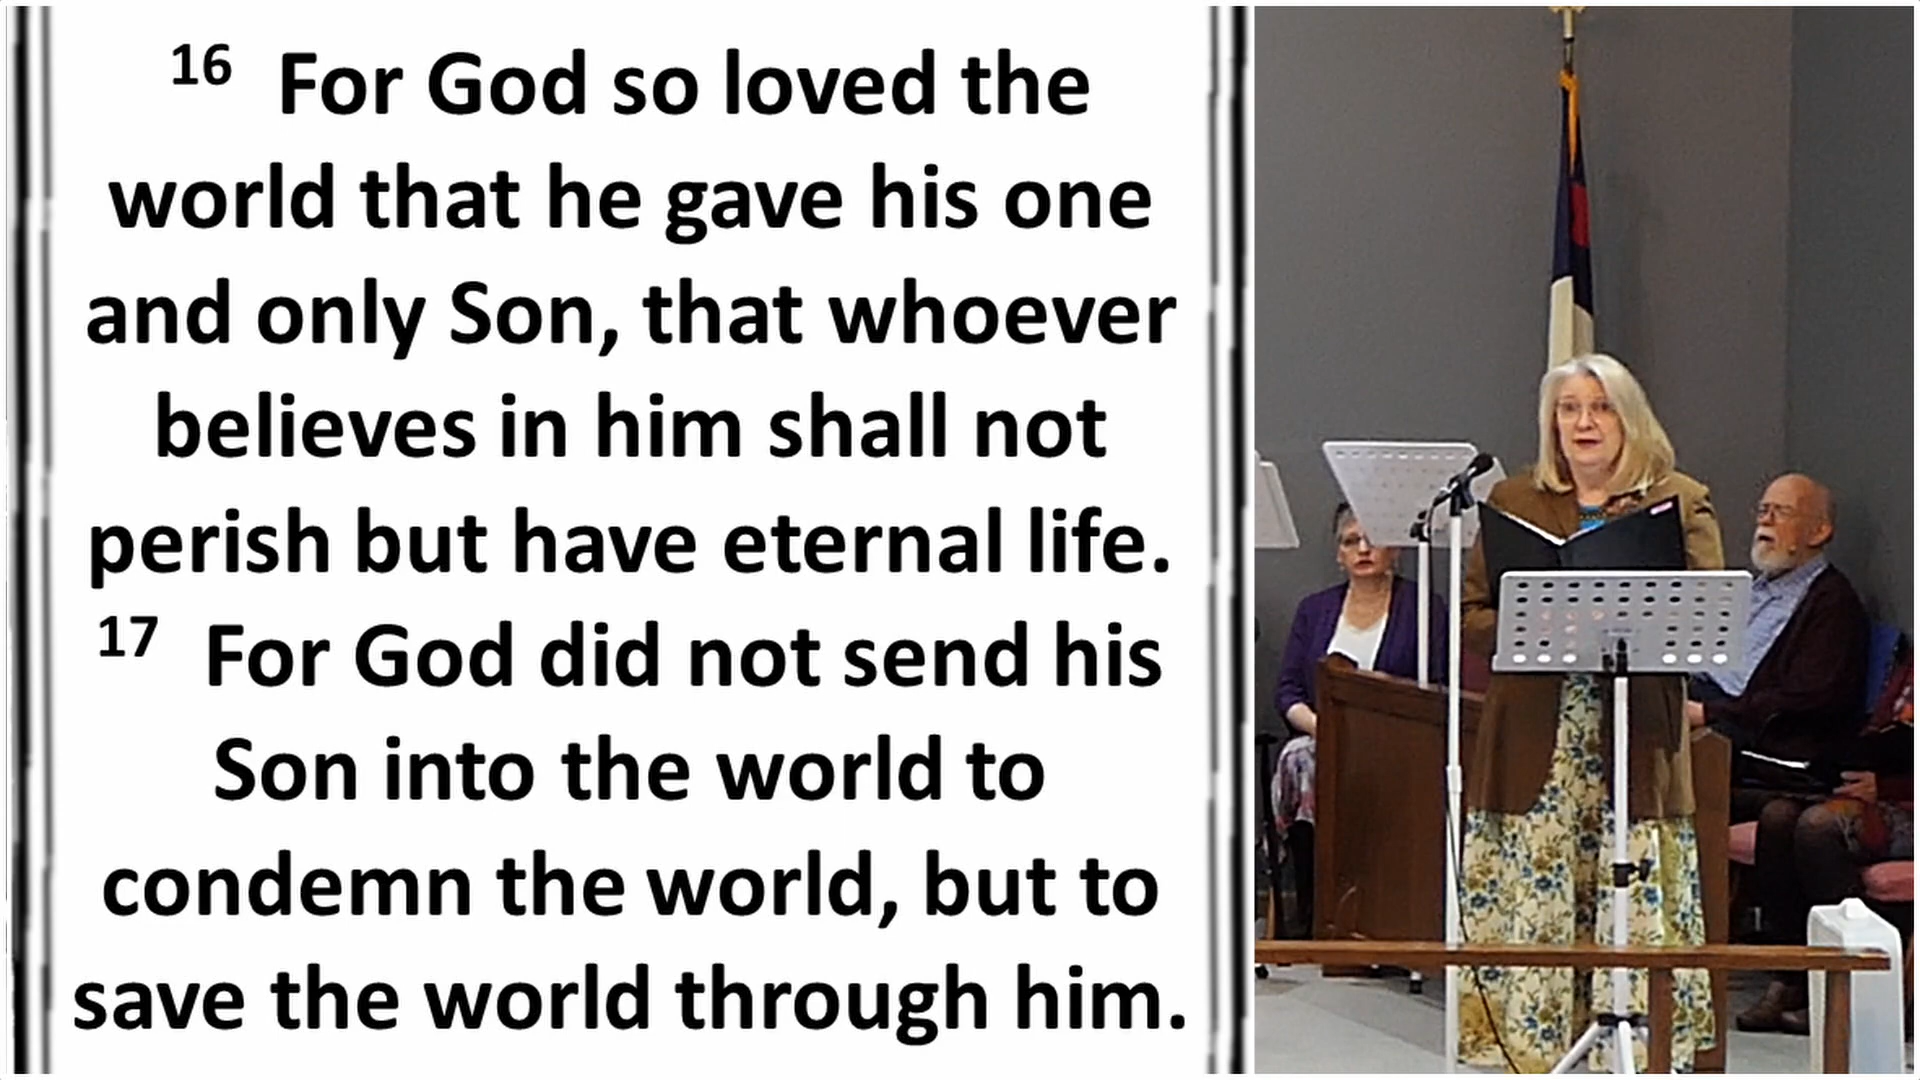 16 For God so loved the
world that he gave his one
and only Son, that whoever
believes in him shall not
perish but have eternal life.
17 For God did not send his
Son into the world to
condemn the world, but to
save the world through him.